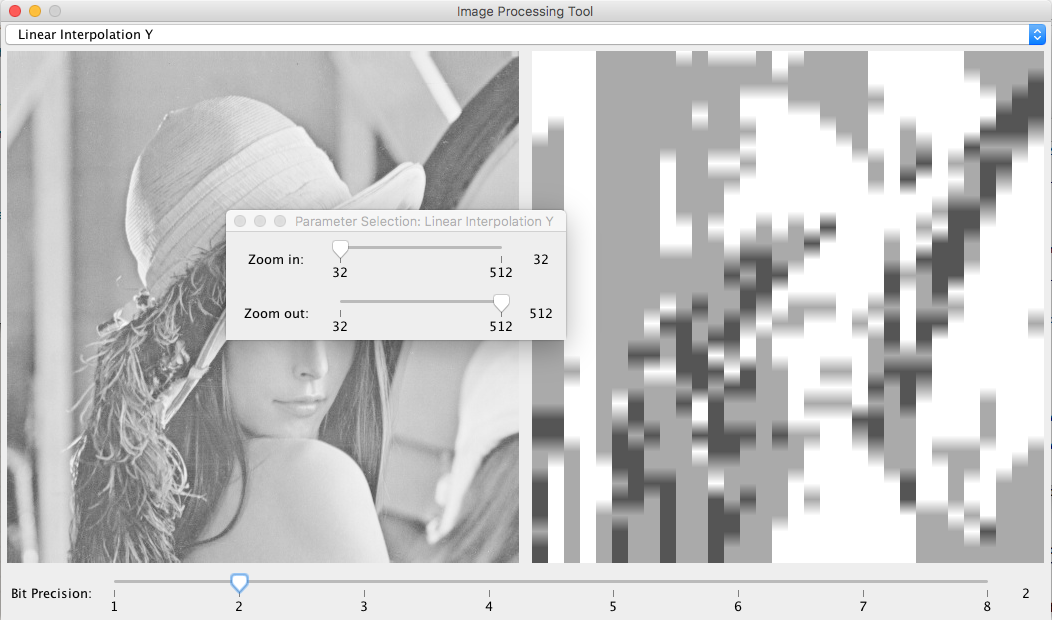 Image Processing Tool
Linear Interpolation Y
Parameter Selection: Linear Interpolation Y
Zoom in: 32
32 512
Zoom out: 512
32 512
Bit Precision: 2
1 2 3 4 5 6 7 8